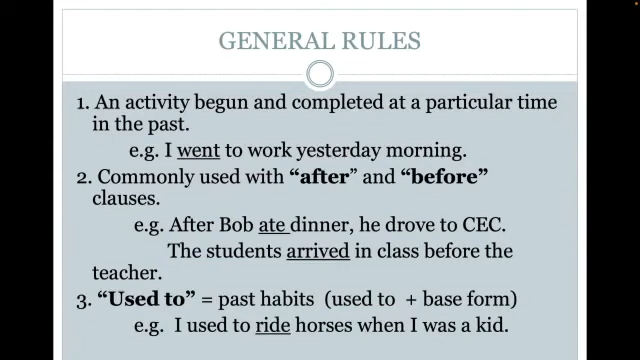 GENERAL RULES
1. An activity begun and completed at a particular time
in the past.
e.g. I went to work yesterday morning.
2. Commonly used with “after” and “before”
clauses.
e.g. After Bob ate dinner, he drove to CEC.
The students arrived in class before the
teacher.
3. “Used to” = past habits (used to + base form)
e.g. I used to ride horses when I was a kid.